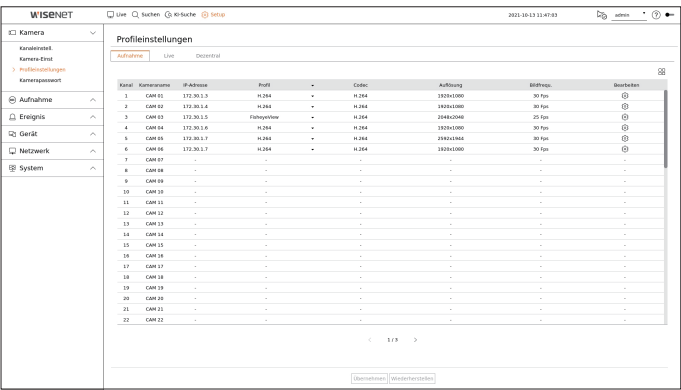 WISENET
Live Suchen KI-Suche Setup 2021-10-13 11:47:03 admin
Kamera
Kanaleinstell.
Kamera-Einst
Profileinstellungen
Kamerapasswort
Aufnahme
Ereignis
Gerät
Netzwerk
System
Profileinstellungen
Aufnahme Live Dezentral
Kanal Kameraname IP-Adresse Profil Codec Auflösung Bildfrequ. Bearbeiten
1 CAM 01 172.30.1.3 H.264 H.264 1920x1080 30 Fps
2 CAM 02 172.30.1.4 H.264 H.264 1920x1080 30 Fps
3 CAM 03 172.30.1.5 FisheyeView H.264 2048x2048 25 Fps
4 CAM 04 172.30.1.6 H.264 H.264 1920x1080 30 Fps
5 CAM 05 172.30.1.7 H.264 H.264 2592x1944 30 Fps
6 CAM 06 172.30.1.7 H.264 H.264 1920x1080 30 Fps
7 CAM 07 - - - - - -
8 CAM 08 - - - - - -
9 CAM 09 - - - - - -
10 CAM 10 - - - - - -
11 CAM 11 - - - - - -
12 CAM 12 - - - - - -
13 CAM 13 - - - - - -
14 CAM 14 - - - - - -
15 CAM 15 - - - - - -
16 CAM 16 - - - - - -
17 CAM 17 - - - - - -
18 CAM 18 - - - - - -
19 CAM 19 - - - - - -
20 CAM 20 - - - - - -
21 CAM 21 - - - - - -
22 CAM 22 - - - - - -
< 1 / 3 >
Übernehmen Wiederherstellen